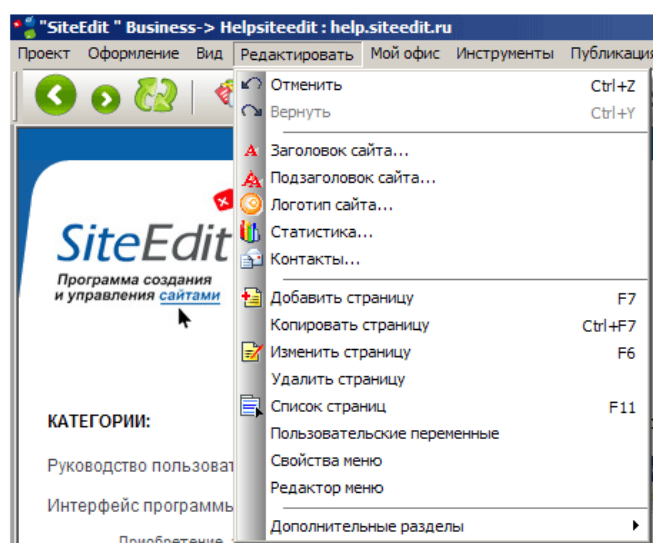 "SiteEdit " Business-> Helpsiteedit : help.siteedit.ru
Проект Оформление Вид Редактировать Мой офис Инструменты Публикация
Отменить Ctrl+Z
Вернуть Ctrl+Y
Заголовок сайта...
Подзаголовок сайта...
Логотип сайта...
Статистика...
Контакты...
Добавить страницу F7
Копировать страницу Ctrl+F7
Изменить страницу F6
Удалить страницу
Список страниц F11
Пользовательские переменные
Свойства меню
Редактор меню
Дополнительные разделы
SiteEdit
Программа создания
и управления сайтами
КАТЕГОРИИ:
Руководство пользоват
Интерфейс программы
Приобретение